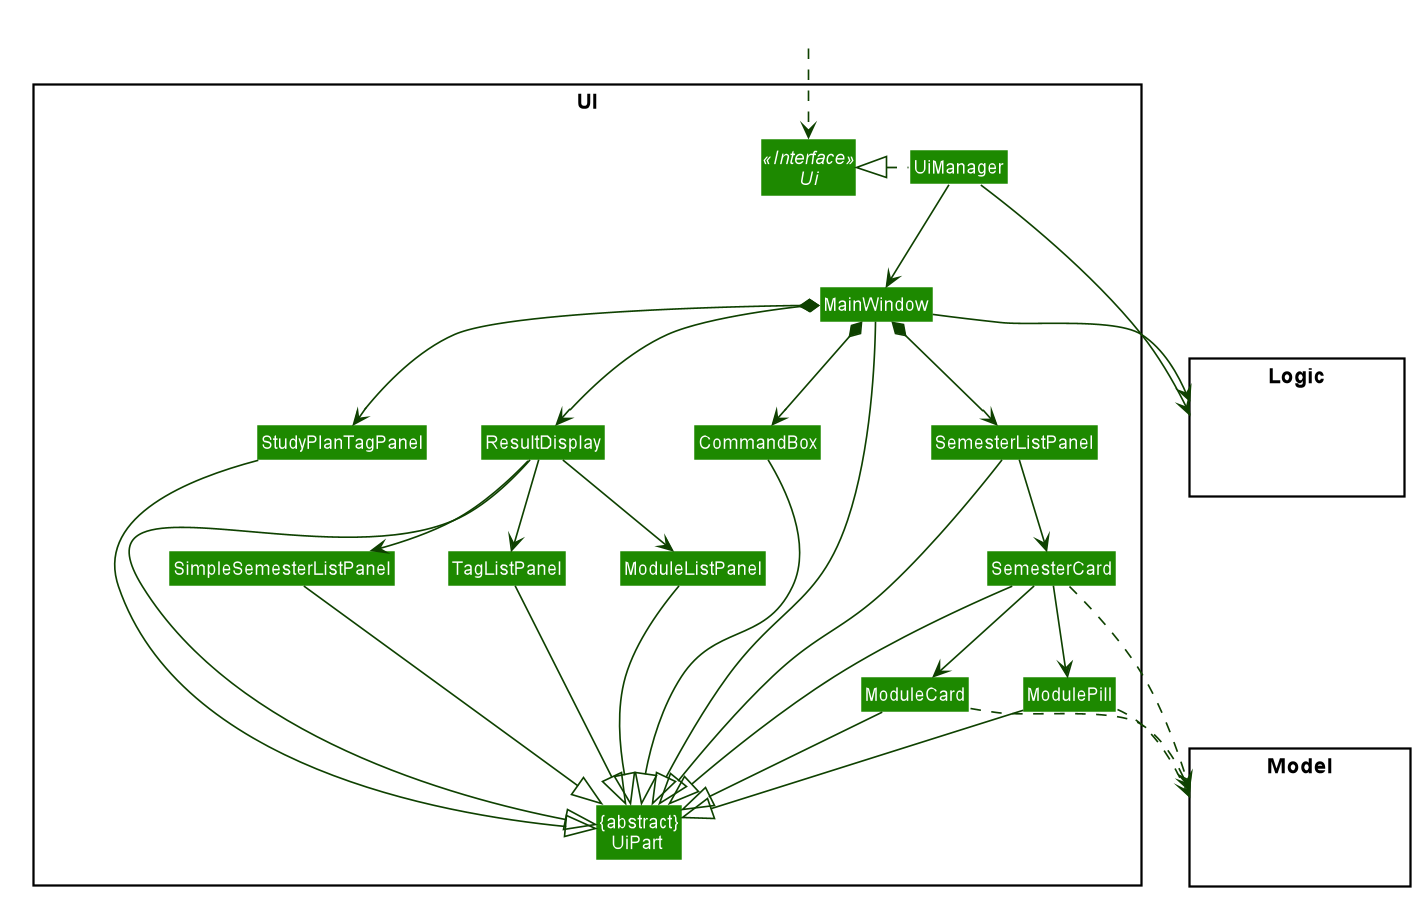 UI
«Interface»
Ui
UiManager
MainWindow
Logic
StudyPlanTagPanel
ResultDisplay
CommandBox
SemesterListPanel
SimpleSemesterListPanel
TagListPanel
ModuleListPanel
SemesterCard
ModuleCard
ModulePill
Model
{abstract}
UiPart